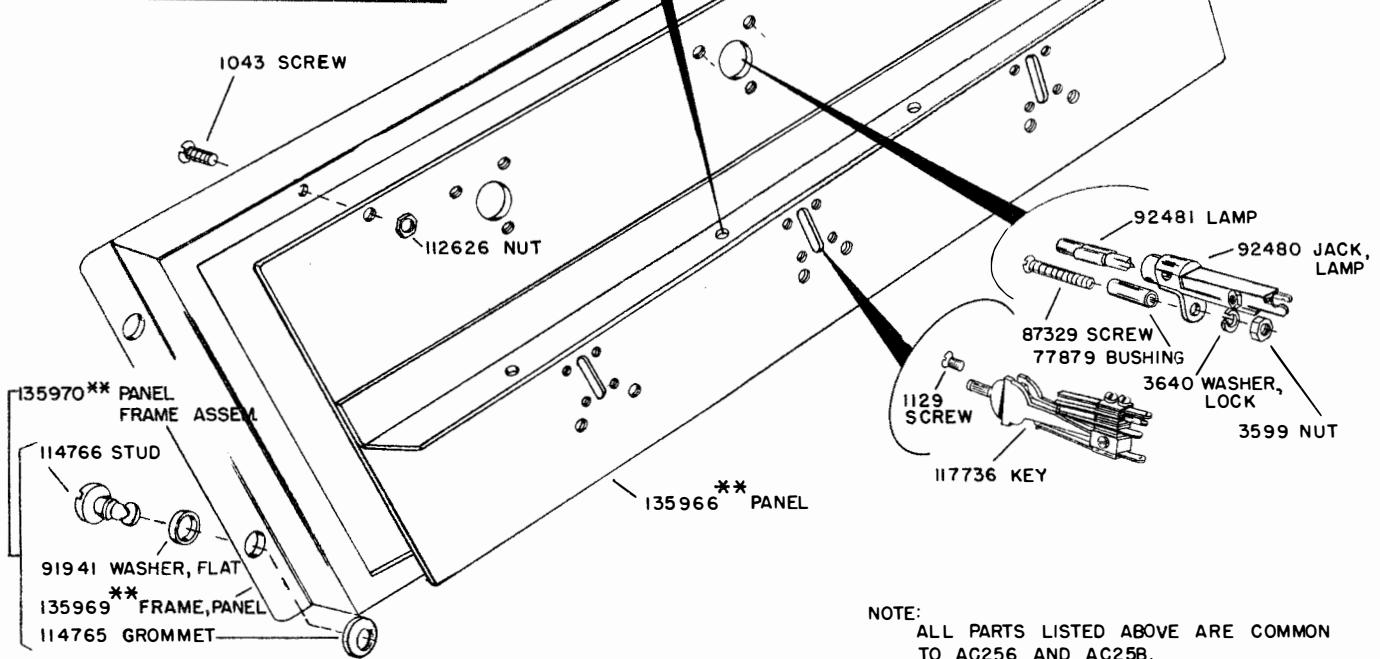 1043 SCREW
112626 NUT
92481 LAMP
92480 JACK,
LAMP
87329 SCREW
77879 BUSHING
3640 WASHER,
LOCK
3599 NUT
1129
SCREW
117736 KEY
135966** PANEL
135970** PANEL
FRAME ASSEM.
114766 STUD
91941 WASHER, FLAT
135969** FRAME, PANEL
114765 GROMMET
NOTE:
ALL PARTS LISTED ABOVE ARE COMMON
TO AC256 AND AC258.